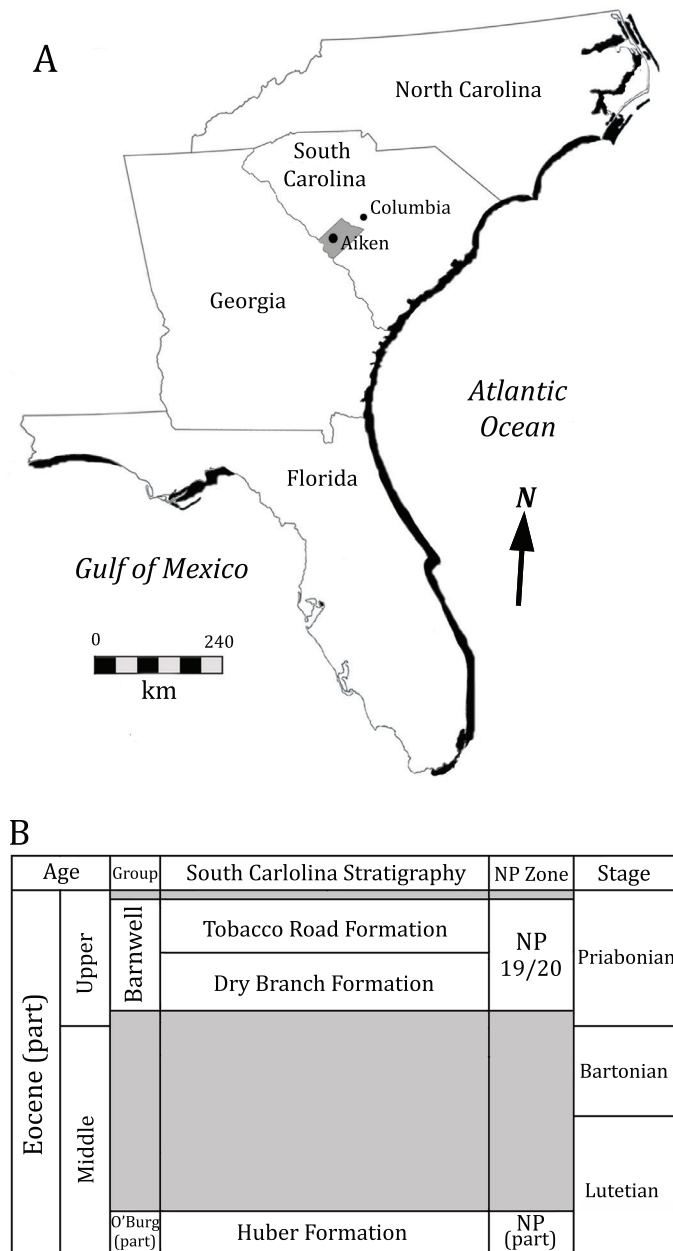 A
North Carolina
South
Carolina
Columbia
Aiken
Georgia
Atlantic
Ocean
Florida
N
Gulf of Mexico
0 240
km
B
Age Group South Carlolina Stratigraphy NP Zone Stage
Eocene (part)
Upper
Middle
Barnwell
Tobacco Road Formation
Dry Branch Formation
NP
19/20
Priabonian
Bartonian
Lutetian
O'Burg
(part)
Huber Formation
NP
(part)